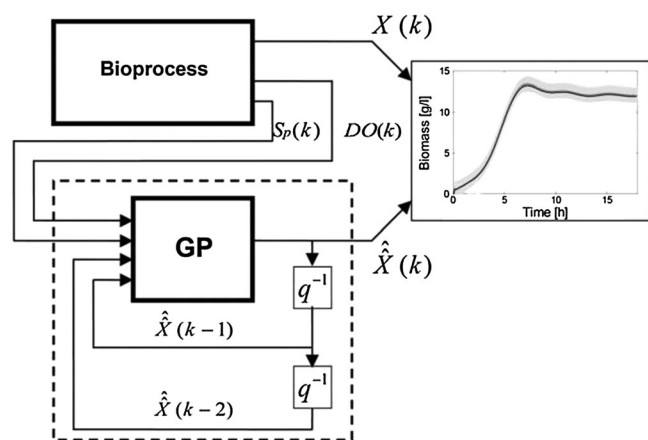 Bioprocess
X (k)
S_p(k)
DO(k)
15
10
5
0
0
5
10
15
Biomass [g/l]
Time [h]
GP
X̂̂ (k)
q⁻¹
X̂̂ (k−1)
q⁻¹
X̂̂ (k−2)